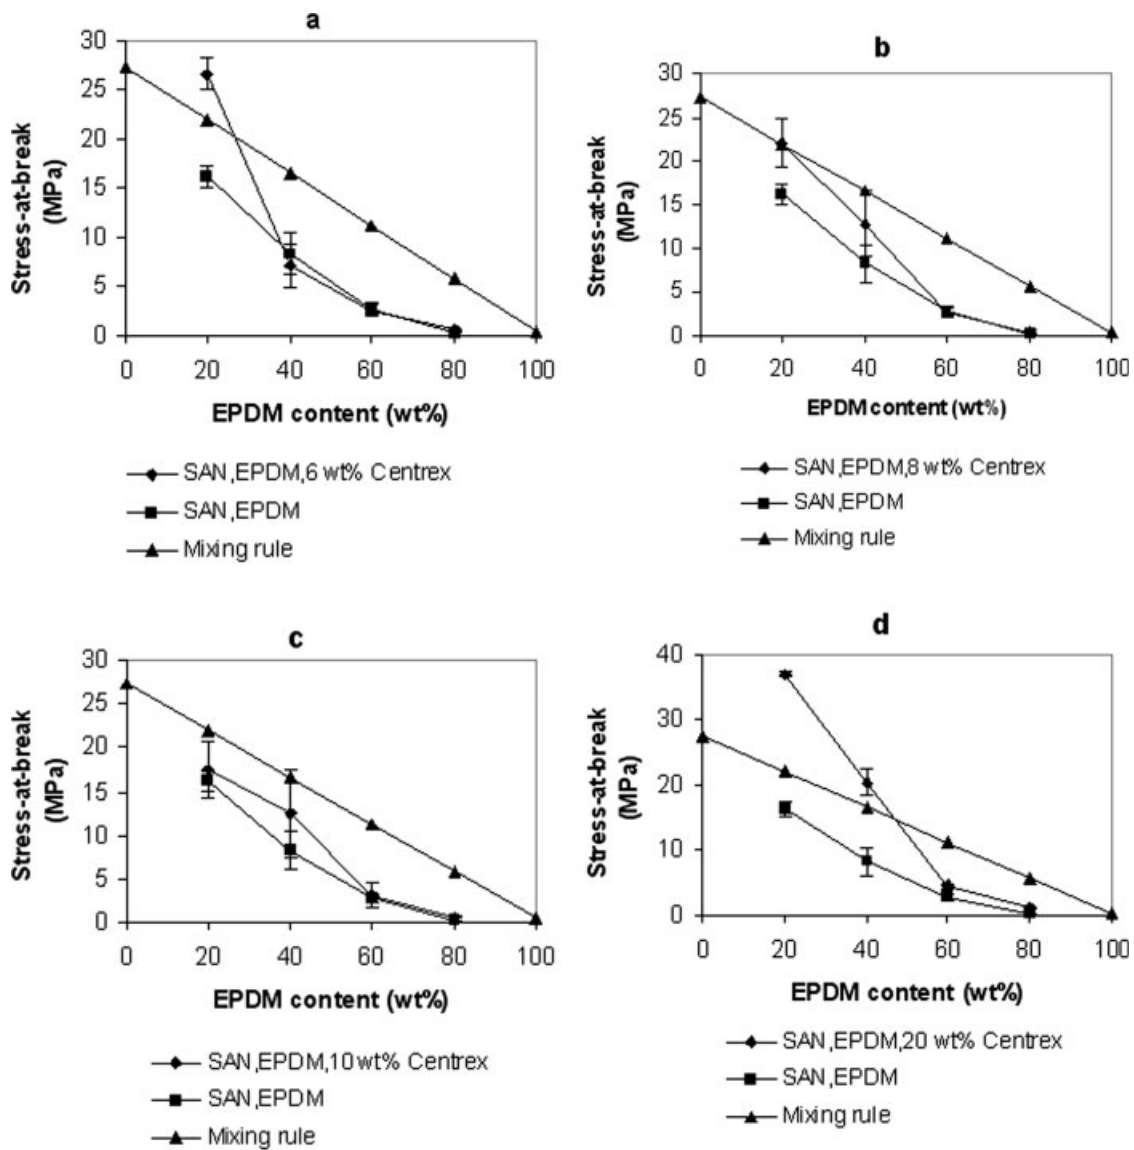 a
30
25
20
15
10
5
0
Stress-at-break
(MPa)
0 20 40 60 80 100
EPDM content (wt%)
SAN,EPDM,6 wt% Centrex
SAN,EPDM
Mixing rule
b
30
25
20
15
10
5
0
Stress-at-break
(MPa)
0 20 40 60 80 100
EPDM content (wt%)
SAN,EPDM,8 wt% Centrex
SAN,EPDM
Mixing rule
c
30
25
20
15
10
5
0
Stress-at-break
(MPa)
0 20 40 60 80 100
EPDM content (wt%)
SAN,EPDM,10 wt% Centrex
SAN,EPDM
Mixing rule
d
40
30
20
10
0
Stress-at-break
(MPa)
0 20 40 60 80 100
EPDM content (wt%)
SAN,EPDM,20 wt% Centrex
SAN,EPDM
Mixing rule